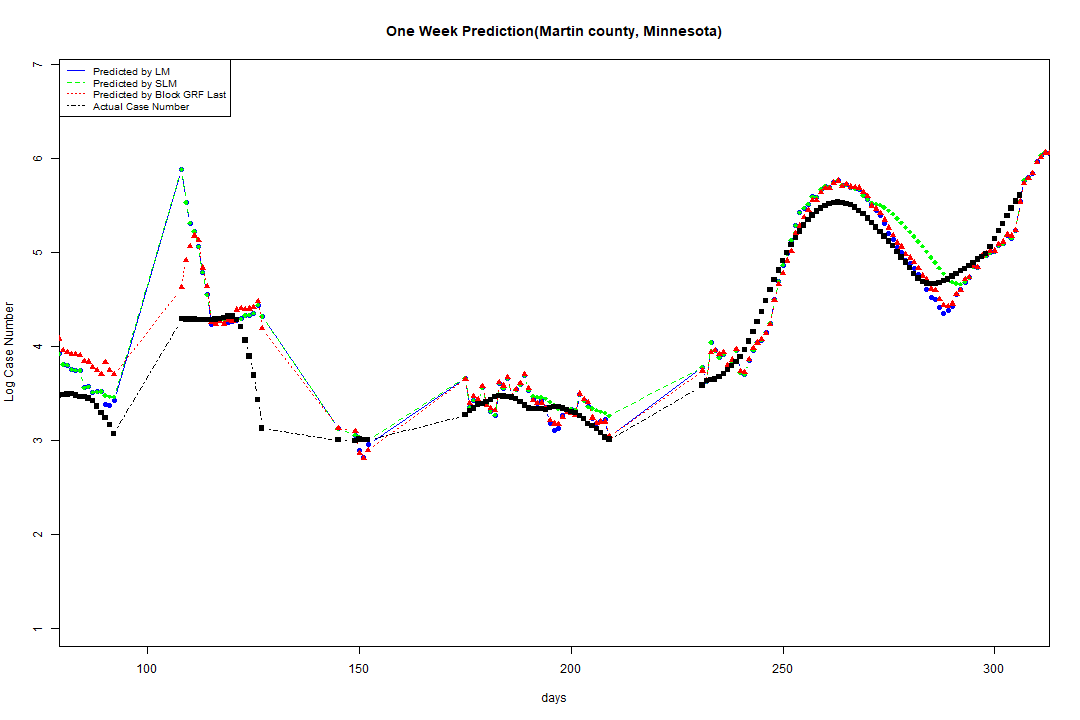 One Week Prediction(Martin county, Minnesota)
Predicted by LM
Predicted by SLM
Predicted by Block GRF Last
Actual Case Number
Log Case Number
7
6
5
4
3
2
1
100 150 200 250 300
days